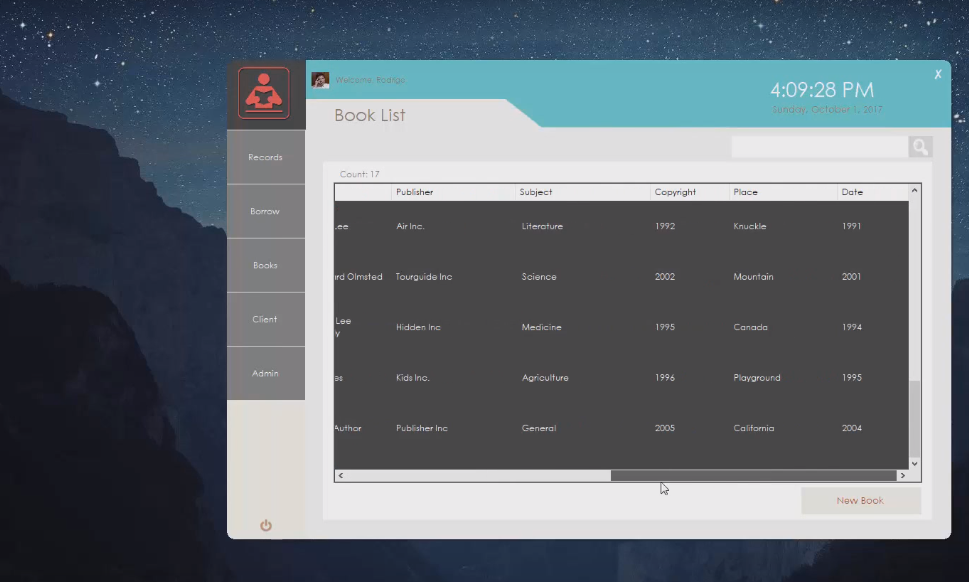 Welcome: Rodrigo
X
4:09:28 PM
Sunday, October 1, 2017
Book List
Records
Borrow
Books
Client
Admin
Count: 17
Publisher Subject Copyright Place Date
Lee Air Inc. Literature 1992 Knuckle 1991
rd Olmsted Tourguide Inc Science 2002 Mountain 2001
Lee
y Hidden Inc Medicine 1995 Canada 1994
es Kids Inc. Agriculture 1996 Playground 1995
Author Publisher Inc General 2005 California 2004
New Book